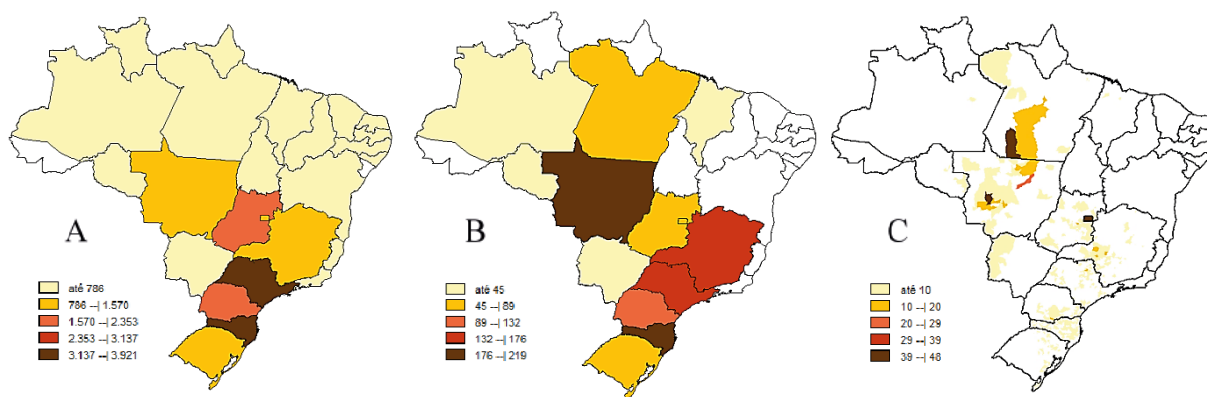 A
até 786
786 --| 1.570
1.570 --| 2.353
2.353 --| 3.137
3.137 --| 3.921
B
até 45
45 --| 89
89 --| 132
132 --| 176
176 --| 219
C
até 10
10 --| 20
20 --| 29
29 --| 39
39 --| 48